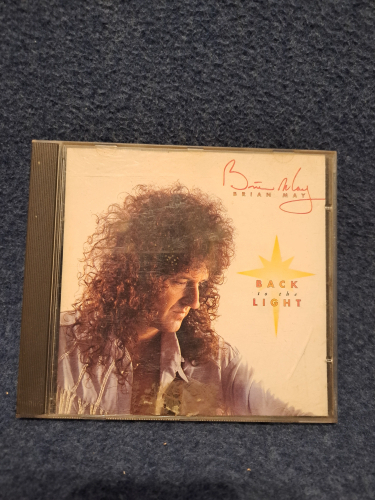 Brian May
BRIAN MAY
BACK
to the
LIGHT